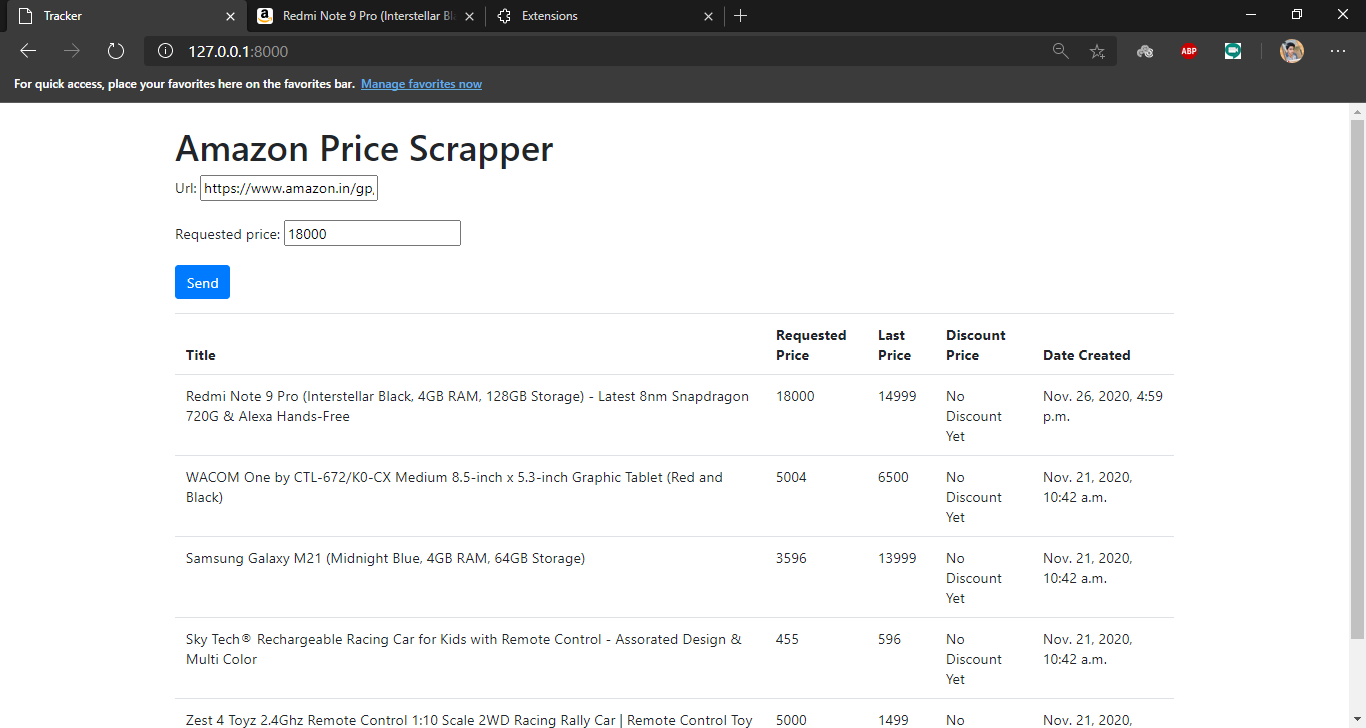 Tracker
Redmi Note 9 Pro (Interstellar Bla
Extensions
127.0.0.1:8000
ABP
For quick access, place your favorites here on the favorites bar. Manage favorites now
Amazon Price Scrapper
Url: https://www.amazon.in/gp,
Requested price: 18000
Send
Title Requested Price Last Price Discount Price Date Created
Redmi Note 9 Pro (Interstellar Black, 4GB RAM, 128GB Storage) - Latest 8nm Snapdragon 18000 14999 No Nov. 26, 2020, 4:59
720G & Alexa Hands-Free Discount p.m.
Yet
WACOM One by CTL-672/K0-CX Medium 8.5-inch x 5.3-inch Graphic Tablet (Red and 5004 6500 No Nov. 21, 2020,
Black) Discount 10:42 a.m.
Yet
Samsung Galaxy M21 (Midnight Blue, 4GB RAM, 64GB Storage) 3596 13999 No Nov. 21, 2020,
Discount 10:42 a.m.
Yet
Sky Tech® Rechargeable Racing Car for Kids with Remote Control - Assorated Design & 455 596 No Nov. 21, 2020,
Multi Color Discount 10:42 a.m.
Yet
Zest 4 Toyz 2.4Ghz Remote Control 1:10 Scale 2WD Racing Rally Car | Remote Control Toy 5000 1499 No Nov. 21, 2020,